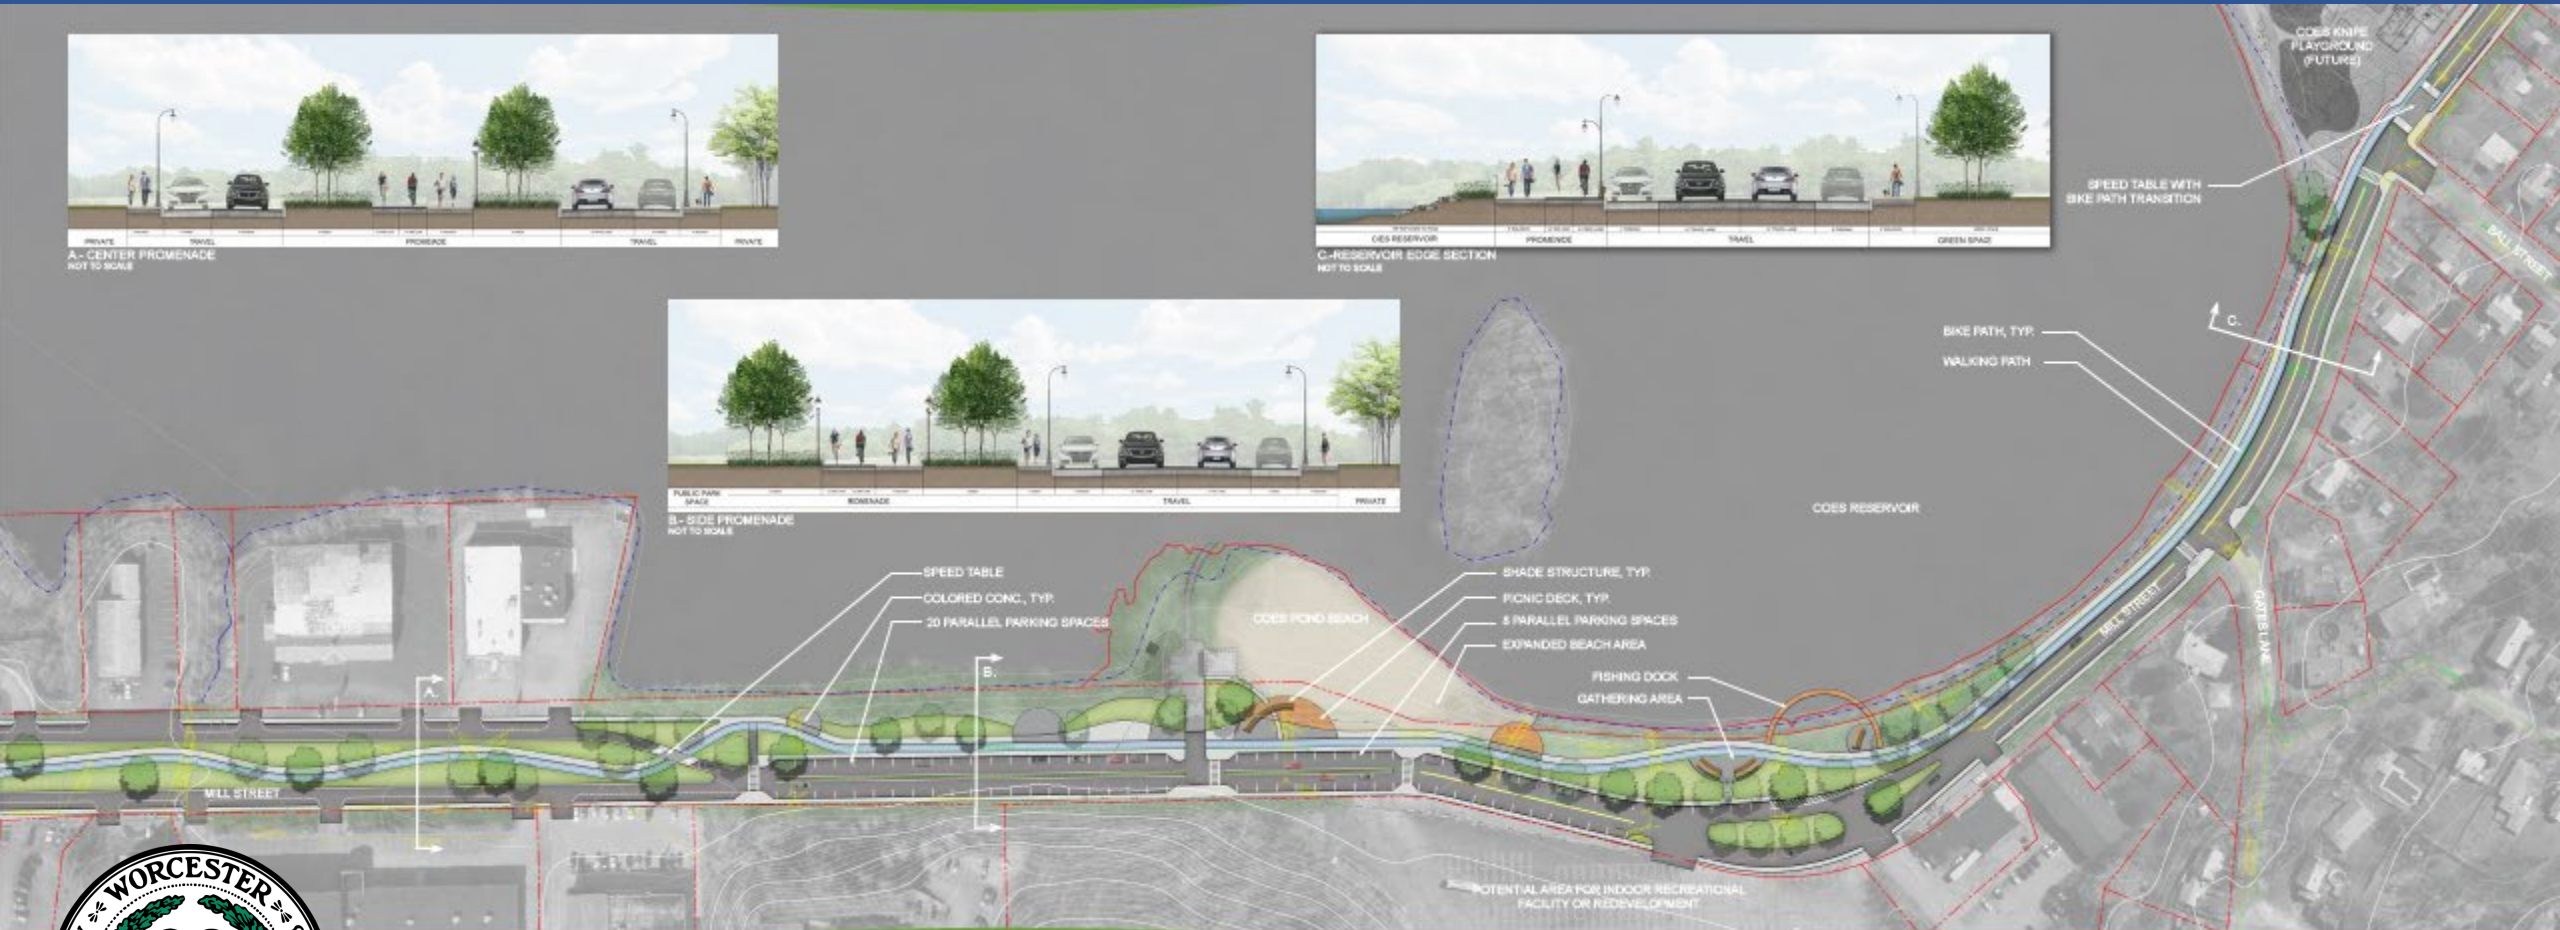 COES KNIFE
PLAYGROUND
(FUTURE)
PRIVATE
TRAVEL
PROMENADE
TRAVEL
PRIVATE
A.- CENTER PROMENADE
NOT TO SCALE
COES RESERVOIR
PROMENADE
TRAVEL
GREEN SPACE
C.-RESERVOIR EDGE SECTION
NOT TO SCALE
SPEED TABLE WITH
BIKE PATH TRANSITION
BALL STREET
C.
BIKE PATH, TYP.
WALKING PATH
PUBLIC PARK
SPACE
ROMENADE
TRAVEL
PRIVATE
B.- SIDE PROMENADE
NOT TO SCALE
COES RESERVOIR
SPEED TABLE
COLORED CONC., TYP.
20 PARALLEL PARKING SPACES
COES POND BEACH
SHADE STRUCTURE, TYP.
PICNIC DECK, TYP.
8 PARALLEL PARKING SPACES
EXPANDED BEACH AREA
FISHING DOCK
GATHERING AREA
MILL STREET
GATES LANE
A.
B.
MILL STREET
POTENTIAL AREA FOR INDOOR RECREATIONAL
FACILITY OR REDEVELOPMENT
WORCESTER